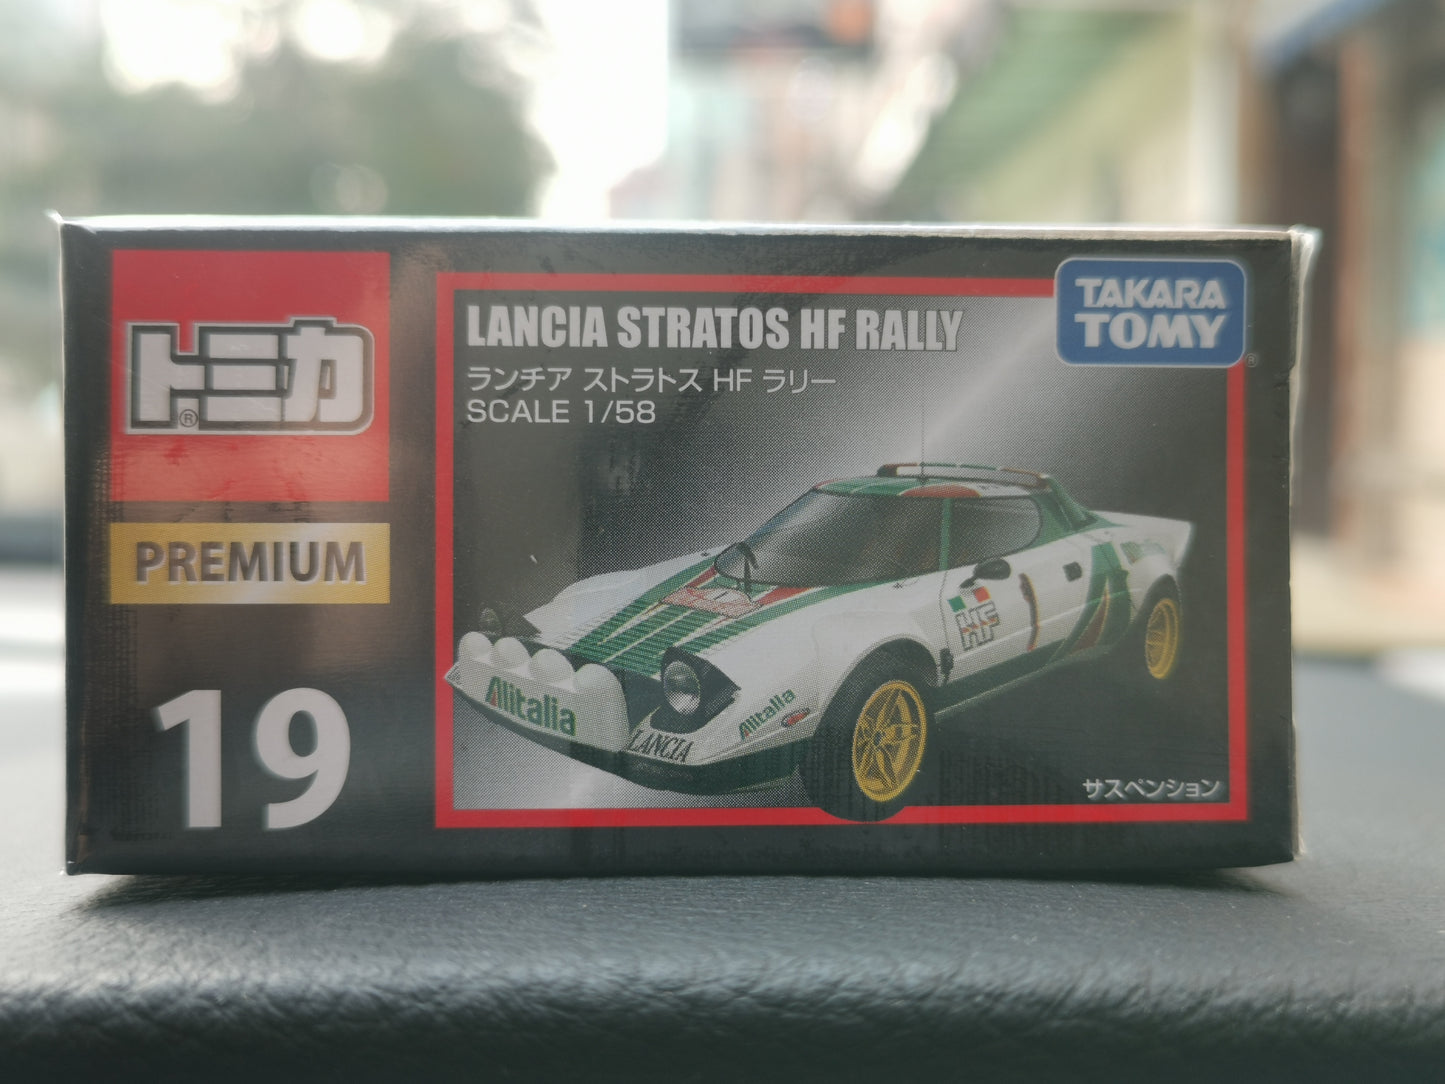 トミカ
®
PREMIUM
19
LANCIA STRATOS HF RALLY
ランチア ストラトス HF ラリー
SCALE 1/58
TAKARA
TOMY
®
HF
Alitalia
Alitalia
LANCIA
サスペンション